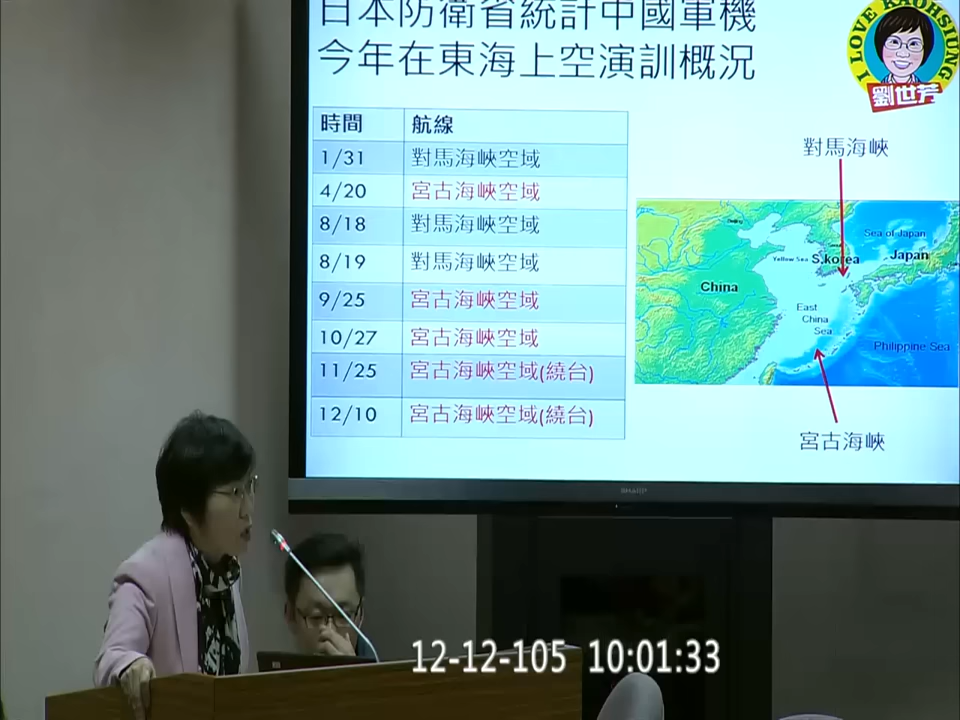 日本防衛省統計中國軍機
今年在東海上空演訓概況
I LOVE KAOHSIUNG
劉世芳
時間 航線
1/31 對馬海峽空域
4/20 宮古海峽空域
8/18 對馬海峽空域
8/19 對馬海峽空域
9/25 宮古海峽空域
10/27 宮古海峽空域
11/25 宮古海峽空域(繞台)
12/10 宮古海峽空域(繞台)
對馬海峽
Beijing
Sea of Japan
Yellow Sea
S.korea
Japan
China
East
China
Sea
Philippine Sea
宮古海峽
SHARP
12-12-105 10:01:33